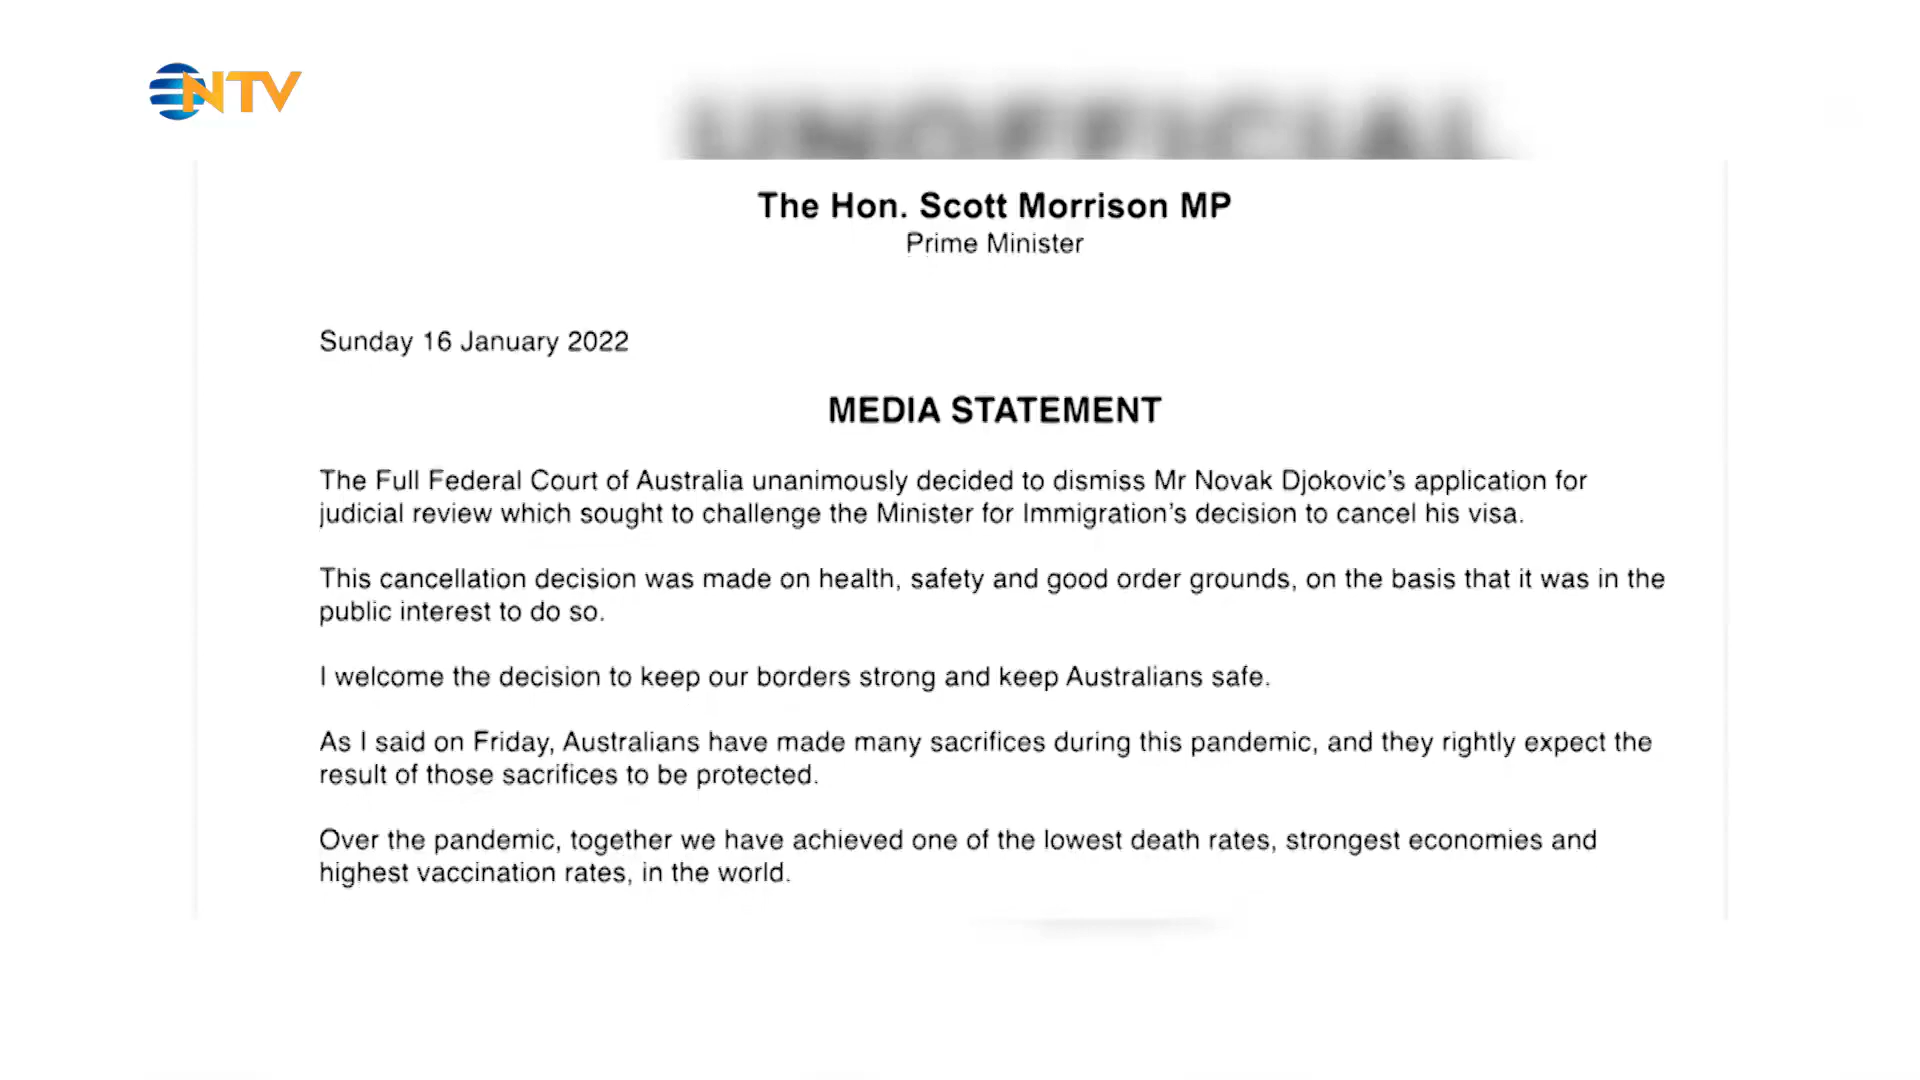 NTV
UNOFFICIAL
The Hon. Scott Morrison MP
Prime Minister
Sunday 16 January 2022
MEDIA STATEMENT
The Full Federal Court of Australia unanimously decided to dismiss Mr Novak Djokovic’s application for
judicial review which sought to challenge the Minister for Immigration’s decision to cancel his visa.
This cancellation decision was made on health, safety and good order grounds, on the basis that it was in the
public interest to do so.
I welcome the decision to keep our borders strong and keep Australians safe.
As I said on Friday, Australians have made many sacrifices during this pandemic, and they rightly expect the
result of those sacrifices to be protected.
Over the pandemic, together we have achieved one of the lowest death rates, strongest economies and
highest vaccination rates, in the world.